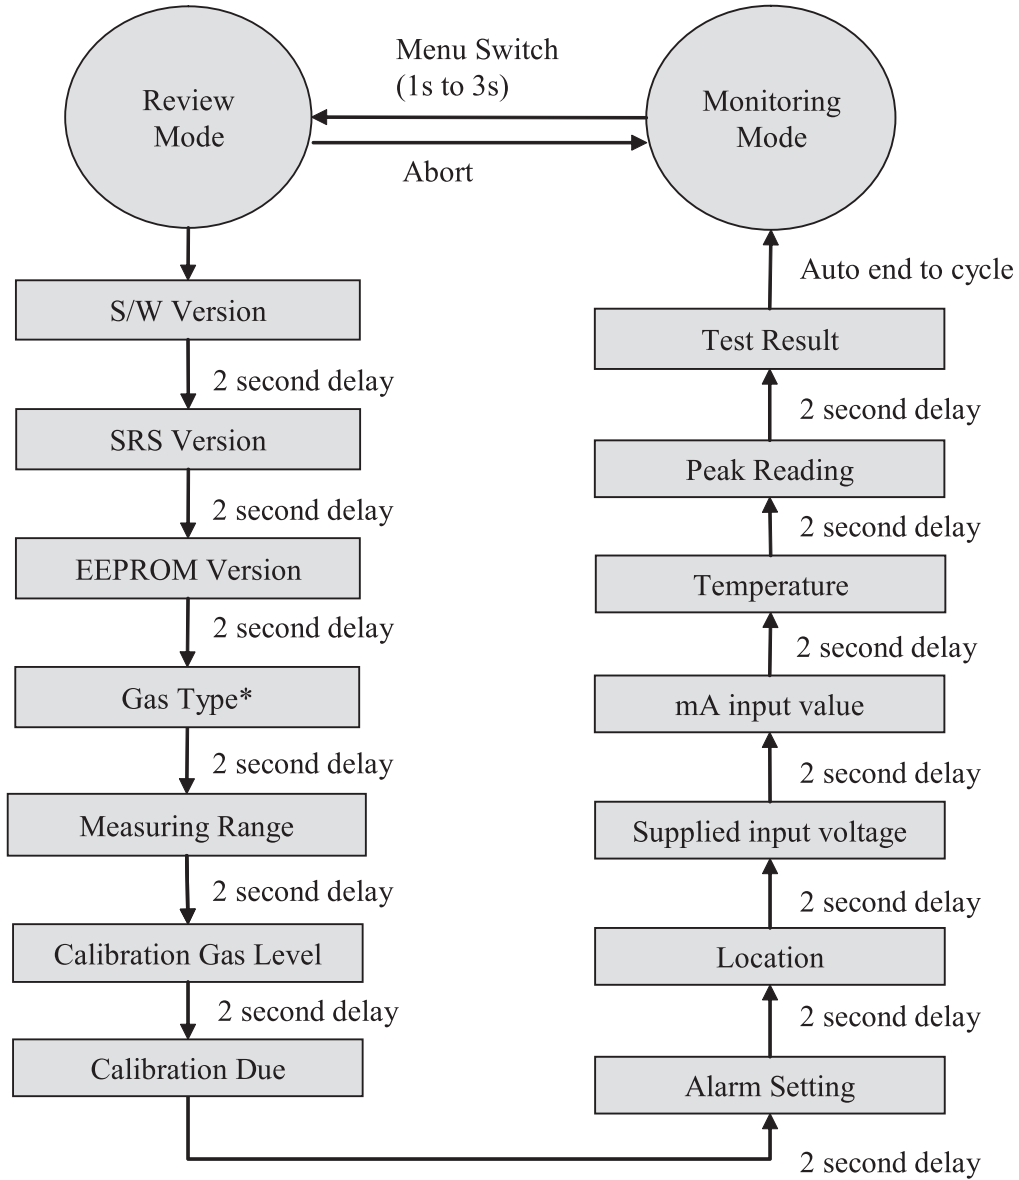 Review
Mode
Menu Switch
(1s to 3s)
Abort
Monitoring
Mode
S/W Version
2 second delay
SRS Version
2 second delay
EEPROM Version
2 second delay
Gas Type*
2 second delay
Measuring Range
2 second delay
Calibration Gas Level
2 second delay
Calibration Due
2 second delay
Alarm Setting
2 second delay
Location
2 second delay
Supplied input voltage
2 second delay
mA input value
2 second delay
Temperature
2 second delay
Peak Reading
2 second delay
Test Result
Auto end to cycle